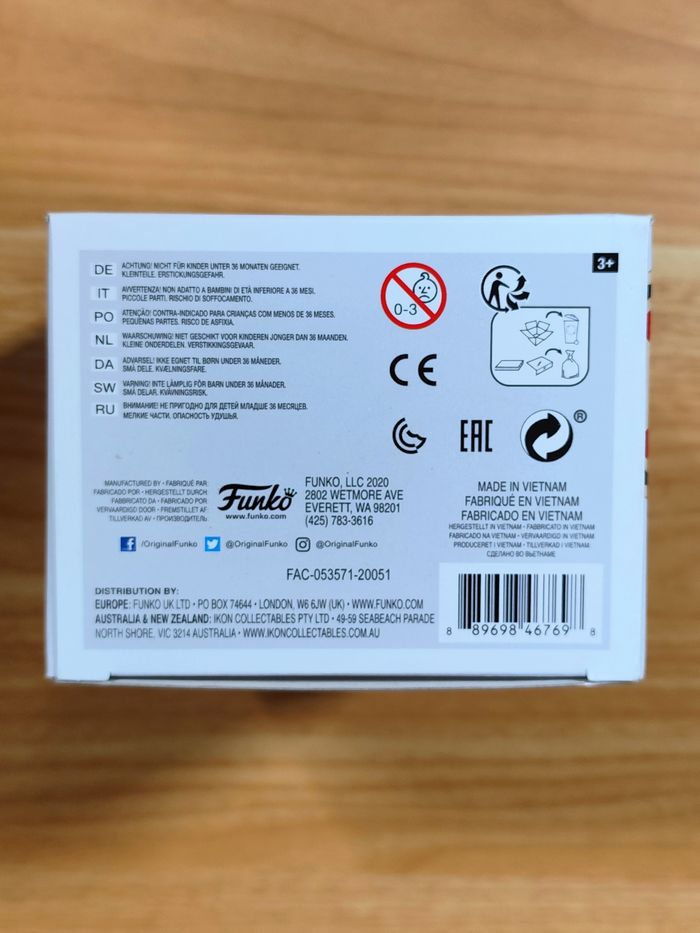 3+
DE ACHTUNG! NICHT FÜR KINDER UNTER 36 MONATEN GEEIGNET.
KLEINTEILE. ERSTICKUNGSGEFAHR.
IT AVVERTENZA! NON ADATTO A BAMBINI DI ETÀ INFERIORE A 36 MESI.
PICCOLE PARTI. RISCHIO DI SOFFOCAMENTO.
PO ATENÇÃO! CONTRA-INDICADO PARA CRIANÇAS COM MENOS DE 36 MESES.
PEQUENAS PARTES. RISCO DE ASFIXIA.
NL WAARSCHUWING! NIET GESCHIKT VOOR KINDEREN JONGER DAN 36 MAANDEN.
KLEINE ONDERDELEN. VERSTIKKINGSGEVAAR.
DA ADVARSEL! IKKE EGNET TIL BØRN UNDER 36 MÅNEDER.
SMÅ DELE. KVÆLNINGSFARE.
SW VARNING! INTE LÄMPLIG FÖR BARN UNDER 36 MÅNADER.
SMÅ DELAR. KVÄVNINGSRISK.
RU ВНИМАНИЕ! НЕ ПРИГОДНО ДЛЯ ДЕТЕЙ МЛАДШЕ 36 МЕСЯЦЕВ.
МЕЛКИЕ ЧАСТИ. ОПАСНОСТЬ УДУШЬЯ.
0-3
CE
EAC
®
MANUFACTURED BY • FABRIQUÉ PAR
FABRICADO POR • HERGESTELLT DURCH
FABBRICATO DA • FABRICADO POR
VERVAARDIGD DOOR • FREMSTILLET AF:
TILLVERKAD AV • ПРОИЗВОДИТЕЛЬ:
Funko
www.funko.com
FUNKO, LLC 2020
2802 WETMORE AVE
EVERETT, WA 98201
(425) 783-3616
/OriginalFunko @OriginalFunko @OriginalFunko
FAC-053571-20051
MADE IN VIETNAM
FABRIQUÉ EN VIETNAM
FABRICADO EN VIETNAM
HERGESTELLT IN VIETNAM • FABBRICATO IN VIETNAM
FABRICADO NA VIETNAM • VERVAARDIGD IN VIETNAM
PRODUCERET I VIETNAM • TILLVERKAD I VIETNAM
СДЕЛАНО ВО ВЬЕТНАМЕ
DISTRIBUTION BY:
EUROPE: FUNKO UK LTD • PO BOX 74644 • LONDON, W6 6JW (UK) • WWW.FUNKO.COM
AUSTRALIA & NEW ZEALAND: IKON COLLECTABLES PTY LTD • 49-59 SEABEACH PARADE
NORTH SHORE, VIC 3214 AUSTRALIA • WWW.IKONCOLLECTABLES.COM.AU
8 89698 46769 8